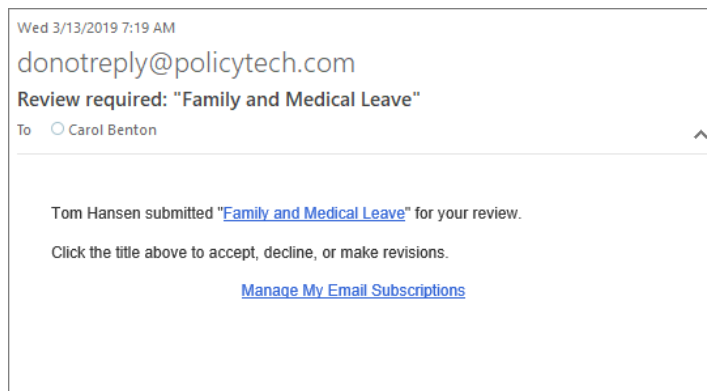 Wed 3/13/2019 7:19 AM
donotreply@policytech.com
Review required: "Family and Medical Leave"
To Carol Benton
Tom Hansen submitted "Family and Medical Leave" for your review.
Click the title above to accept, decline, or make revisions.
Manage My Email Subscriptions